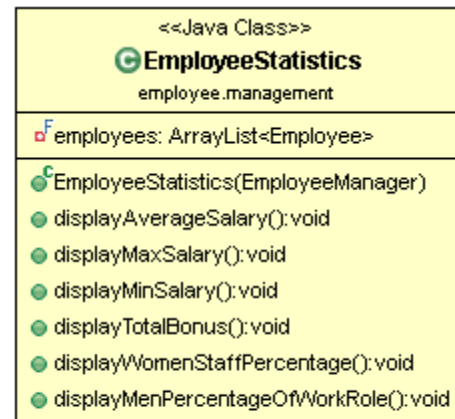 <<Java Class>>
C EmployeeStatistics
employee.management
F employees: ArrayList<Employee>
C EmployeeStatistics(EmployeeManager)
displayAverageSalary():void
displayMaxSalary():void
displayMinSalary():void
displayTotalBonus():void
displayWomenStaffPercentage():void
displayMenPercentageOfWorkRole():void